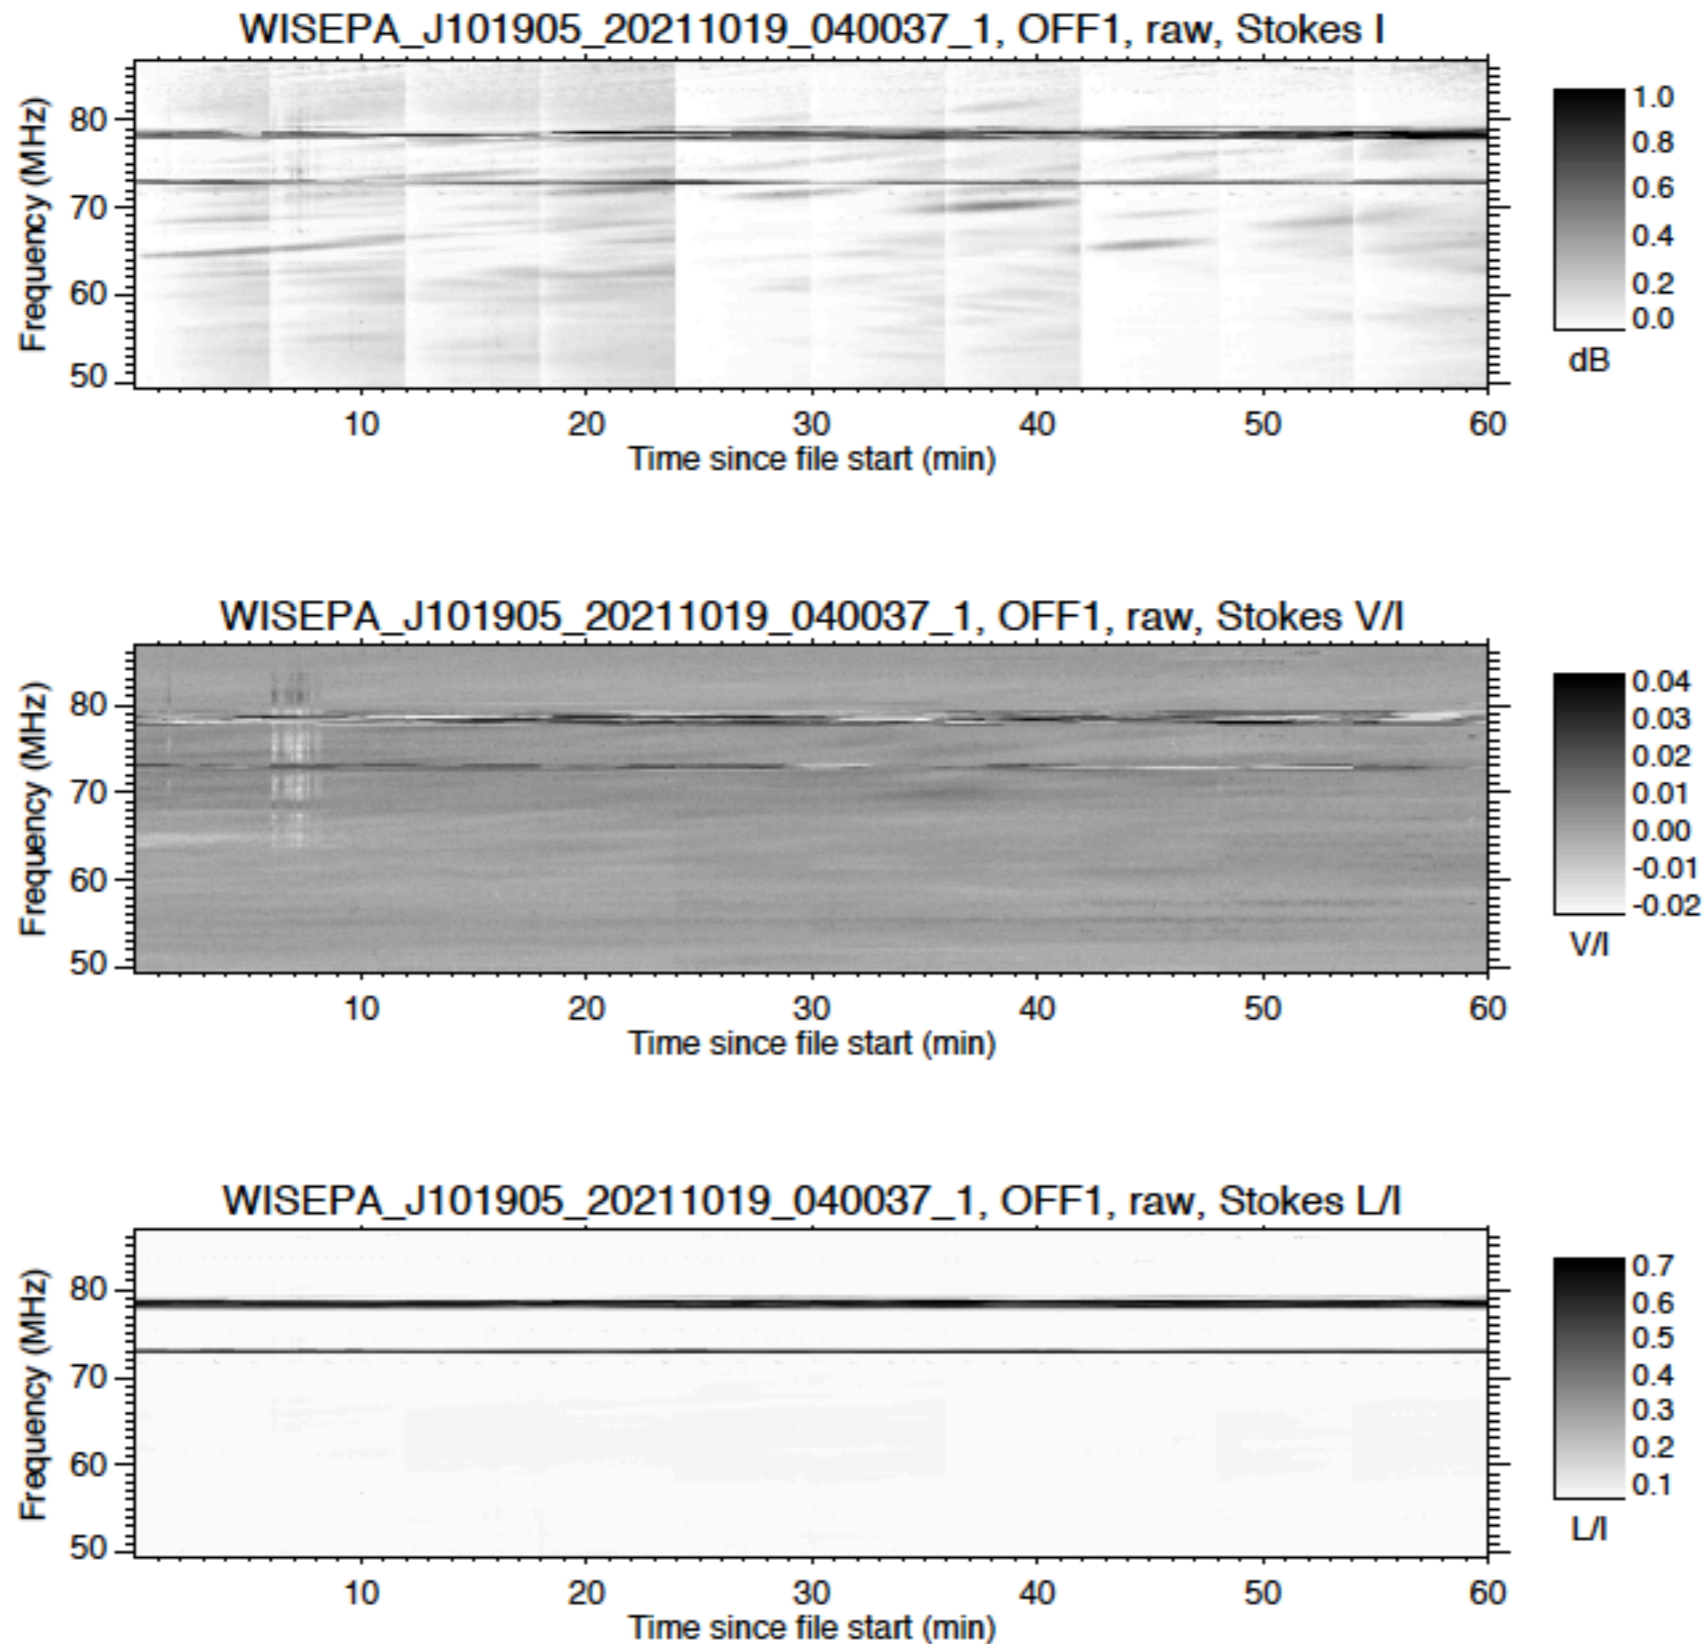 WISEPA_J101905_20211019_040037_1, OFF1, raw, Stokes I
Frequency (MHz)
80
70
60
50
10 20 30 40 50 60
Time since file start (min)
1.0
0.8
0.6
0.4
0.2
0.0
dB
WISEPA_J101905_20211019_040037_1, OFF1, raw, Stokes V/I
Frequency (MHz)
80
70
60
50
10 20 30 40 50 60
Time since file start (min)
0.04
0.03
0.02
0.01
0.00
-0.01
-0.02
V/I
WISEPA_J101905_20211019_040037_1, OFF1, raw, Stokes L/I
Frequency (MHz)
80
70
60
50
10 20 30 40 50 60
Time since file start (min)
0.7
0.6
0.5
0.4
0.3
0.2
0.1
L/I